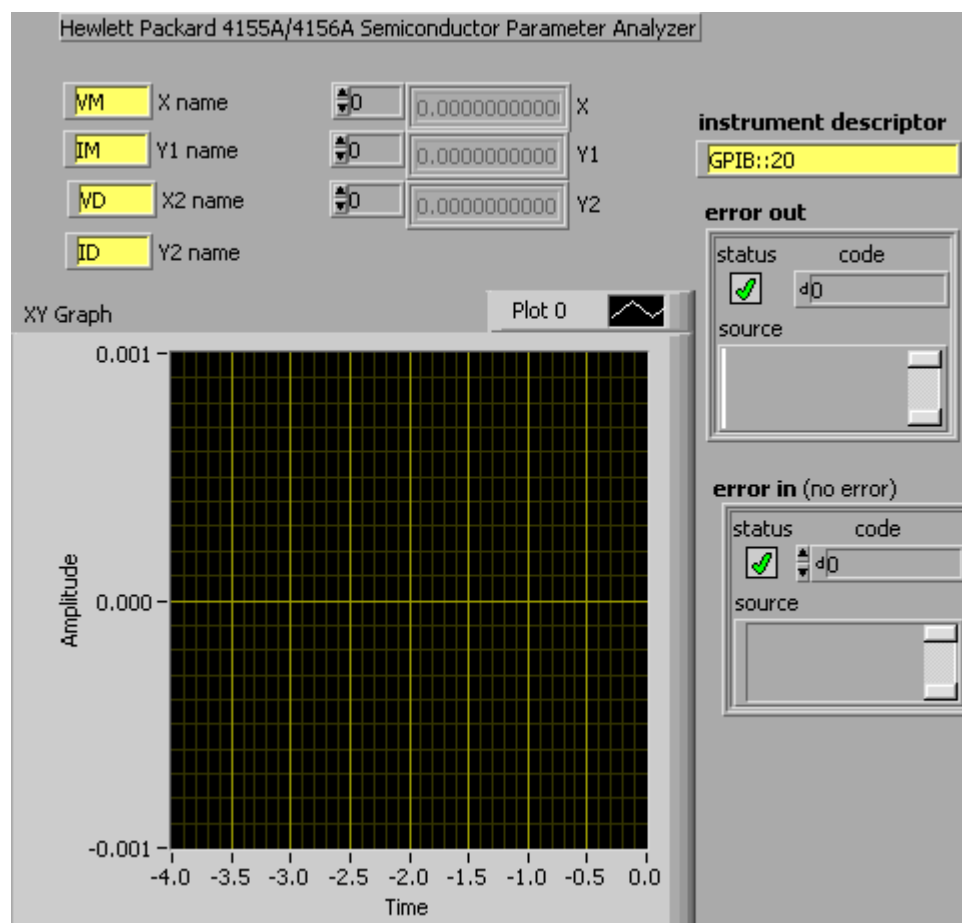 Hewlett Packard 4155A/4156A Semiconductor Parameter Analyzer
VM X name 0 0.0000000000 X
IM Y1 name 0 0.0000000000 Y1
VD X2 name 0 0.0000000000 Y2
ID Y2 name
instrument descriptor
GPIB::20
error out
status code
d 0
source
error in (no error)
status code
d 0
source
XY Graph
Plot 0
0.001
0.000
-0.001
Amplitude
-4.0 -3.5 -3.0 -2.5 -2.0 -1.5 -1.0 -0.5 0.0
Time